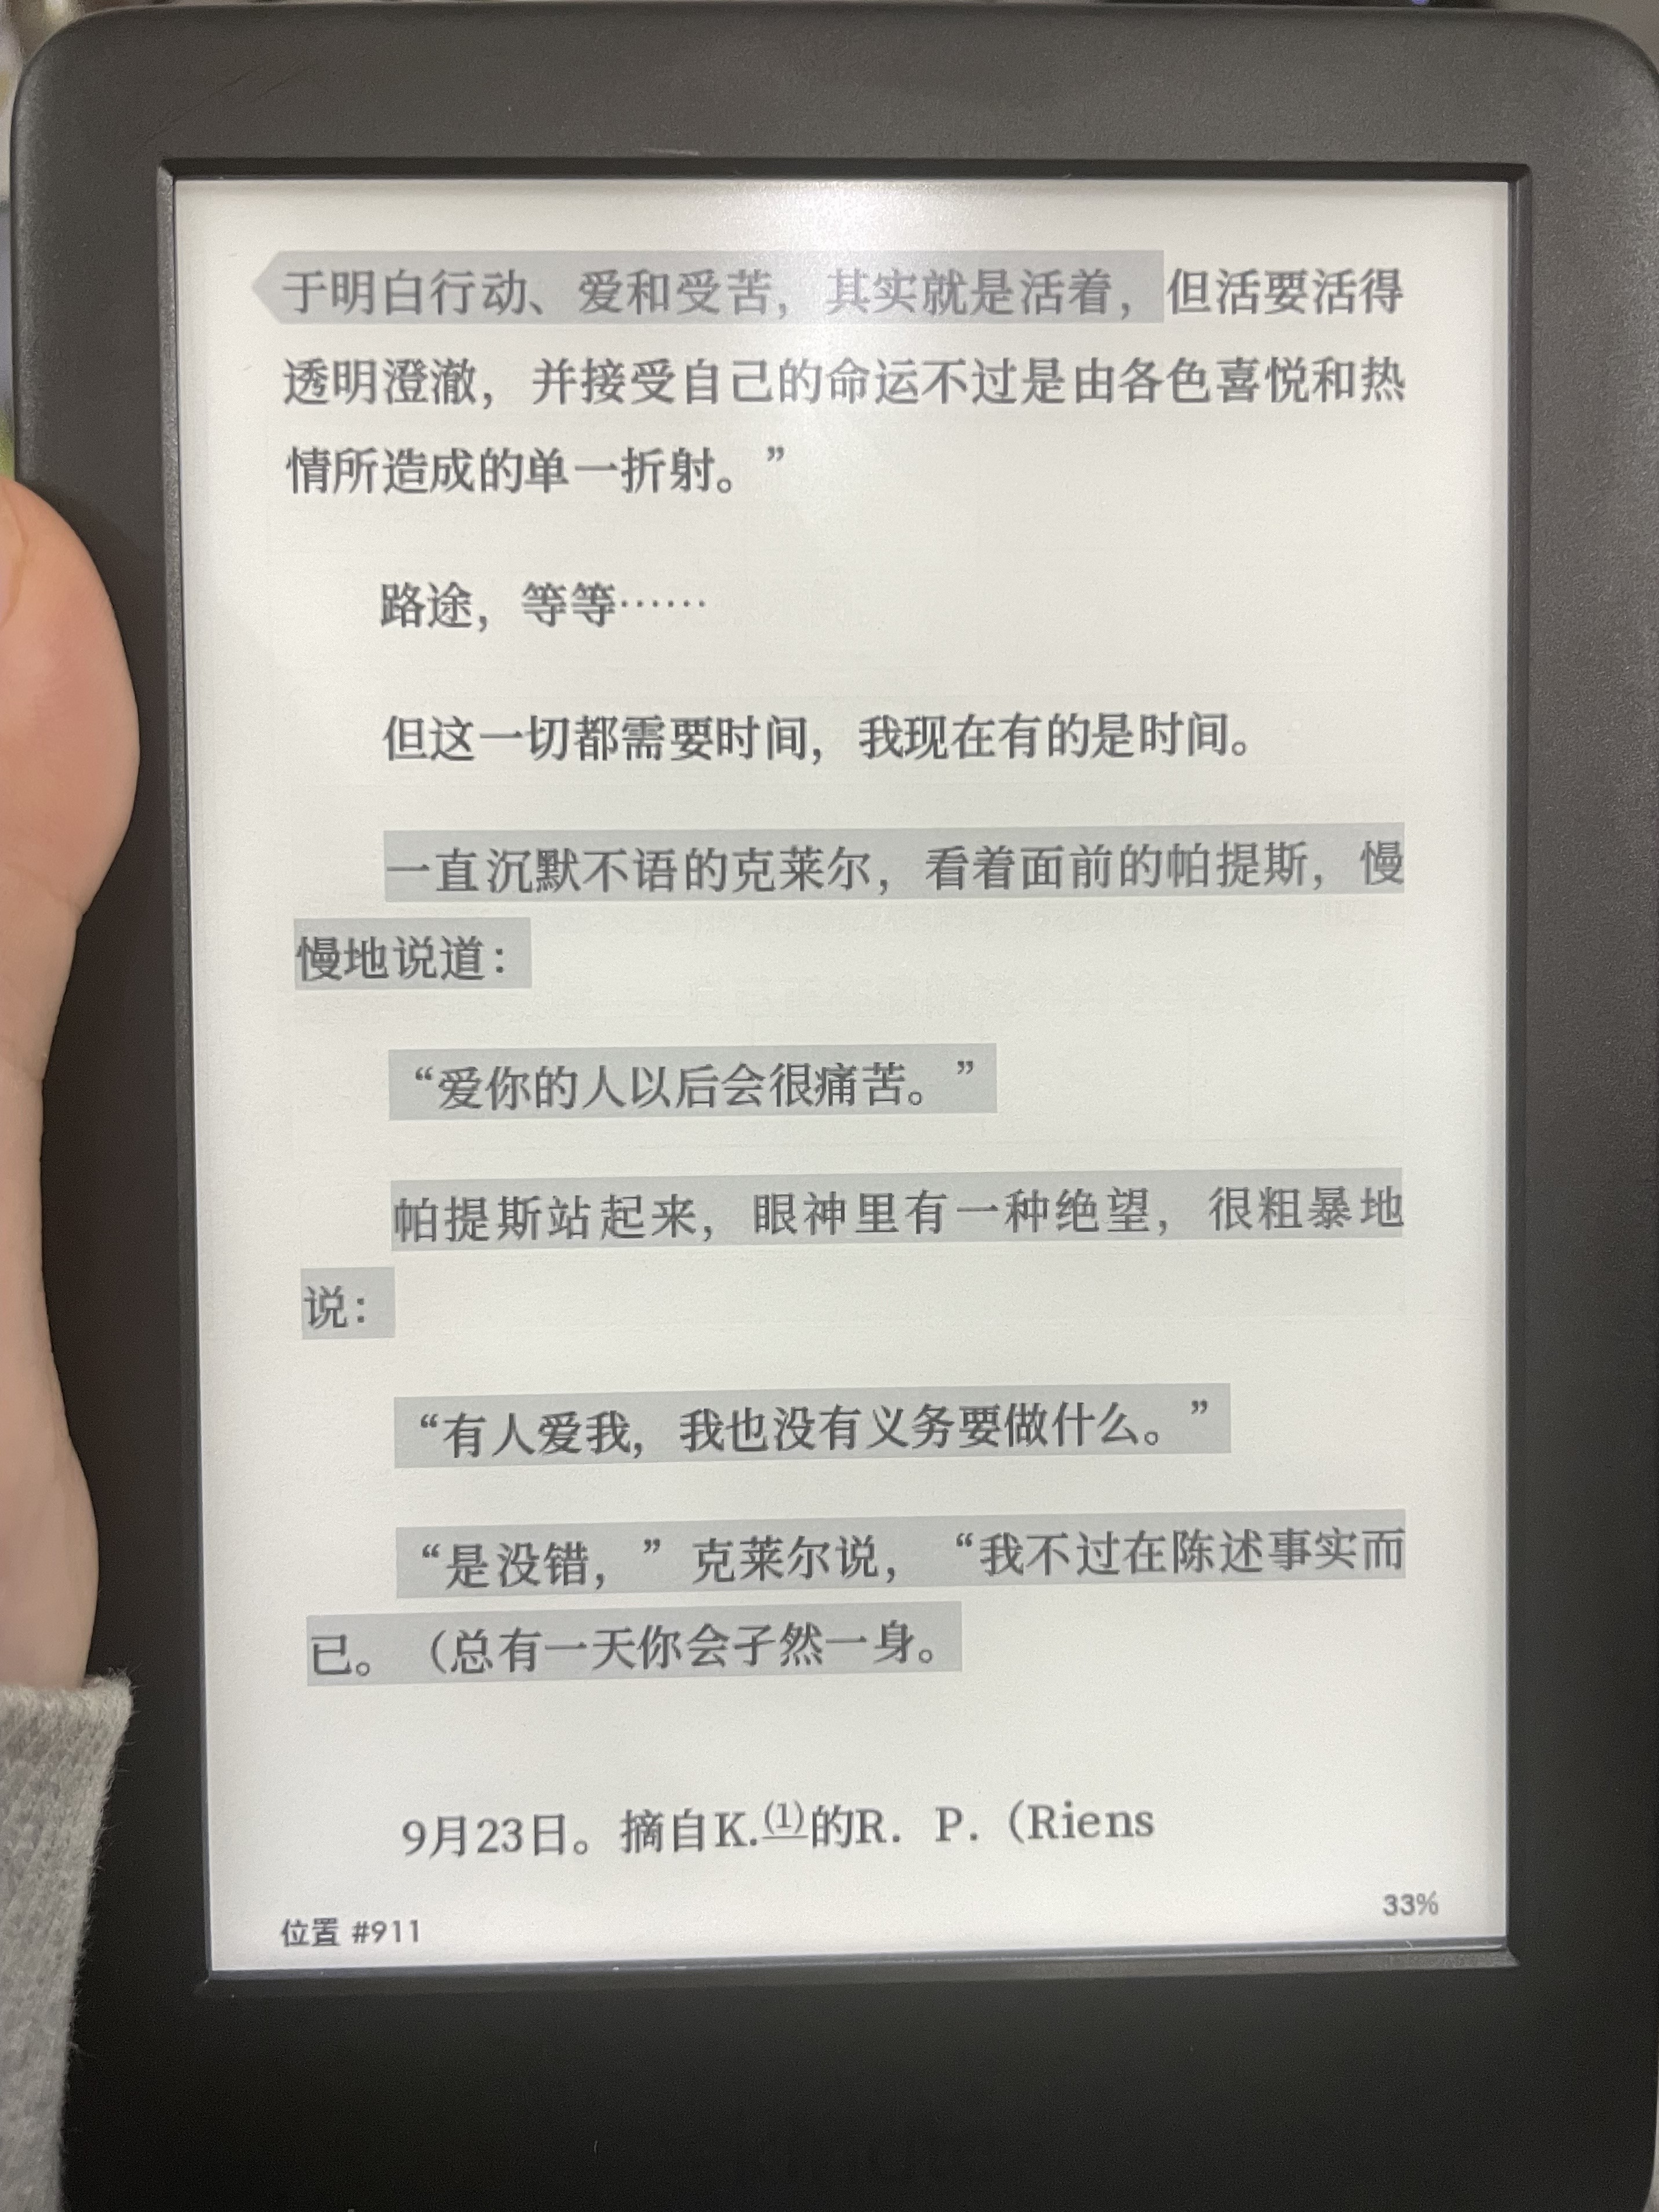 于明白行动、爱和受苦，其实就是活着，但活要活得
透明澄澈，并接受自己的命运不过是由各色喜悦和热
情所造成的单一折射。”
路途，等等……
但这一切都需要时间，我现在有的是时间。
一直沉默不语的克莱尔，看着面前的帕提斯，慢
慢地说道：
“爱你的人以后会很痛苦。”
帕提斯站起来，眼神里有一种绝望，很粗暴地
说：
“有人爱我，我也没有义务要做什么。”
“是没错，”克莱尔说，“我不过在陈述事实而
已。（总有一天你会孑然一身。
9月23日。摘自K.(1)的R. P.（Riens
位置 #911
33%